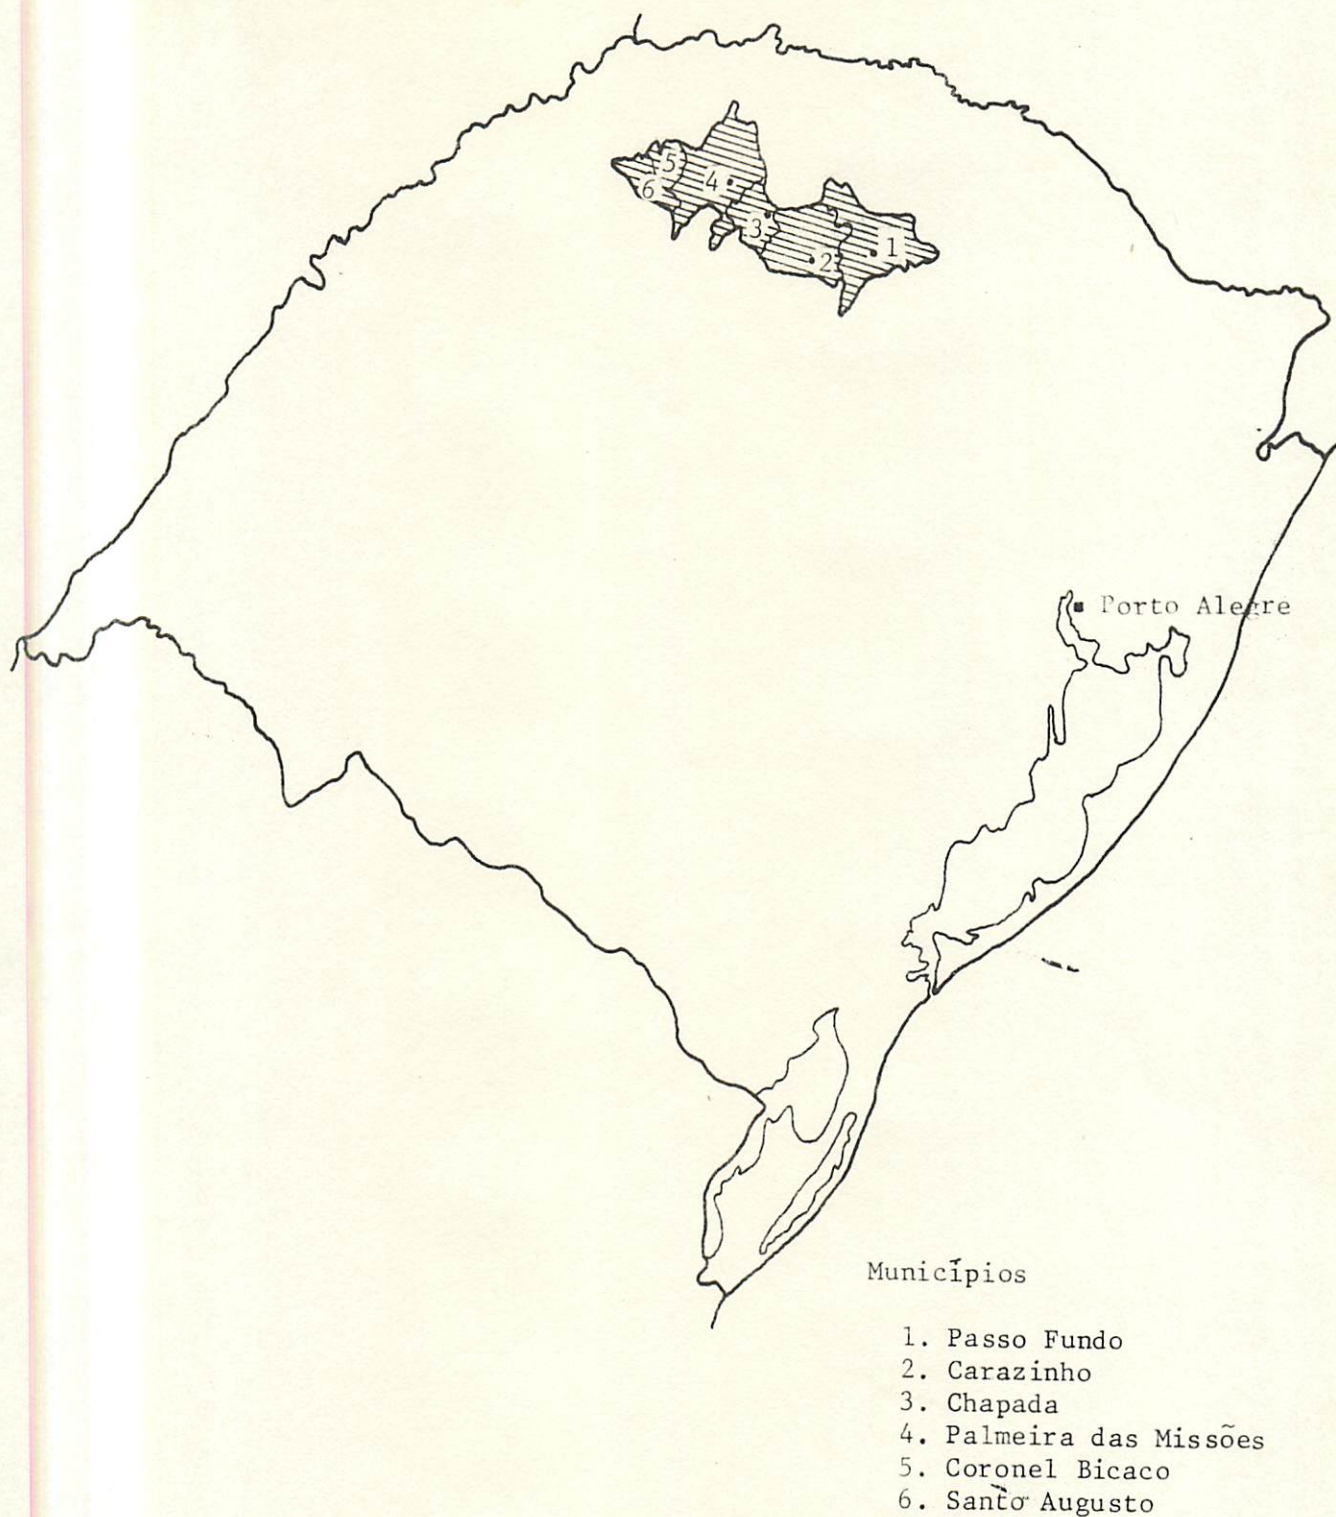 5
4
6
3
1
2
Porto Alegre
Municípios
1. Passo Fundo
2. Carazinho
3. Chapada
4. Palmeira das Missões
5. Coronel Bicaco
6. Santo Augusto